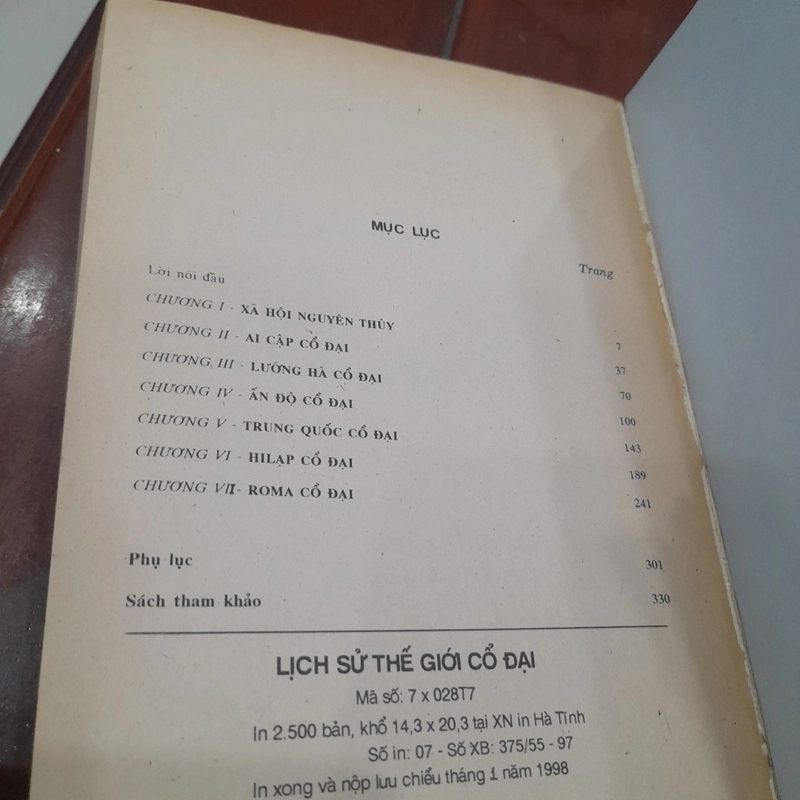 MỤC LỤC
Trang
Lời nói đầu
CHƯƠNG I - XÃ HỘI NGUYÊN THỦY 7
CHƯƠNG II - AI CẬP CỔ ĐẠI 37
CHƯƠNG III - LƯỠNG HÀ CỔ ĐẠI 70
CHƯƠNG IV - ẤN ĐỘ CỔ ĐẠI 100
CHƯƠNG V - TRUNG QUỐC CỔ ĐẠI 143
CHƯƠNG VI - HILẠP CỔ ĐẠI 189
CHƯƠNG VII - ROMA CỔ ĐẠI 241
Phụ lục 301
Sách tham khảo 330
LỊCH SỬ THẾ GIỚI CỔ ĐẠI
Mã số: 7 x 028T7
In 2.500 bản, khổ 14,3 x 20,3 tại XN in Hà Tĩnh
Số in: 07 - Số XB: 375/55 - 97
In xong và nộp lưu chiểu tháng 1 năm 1998